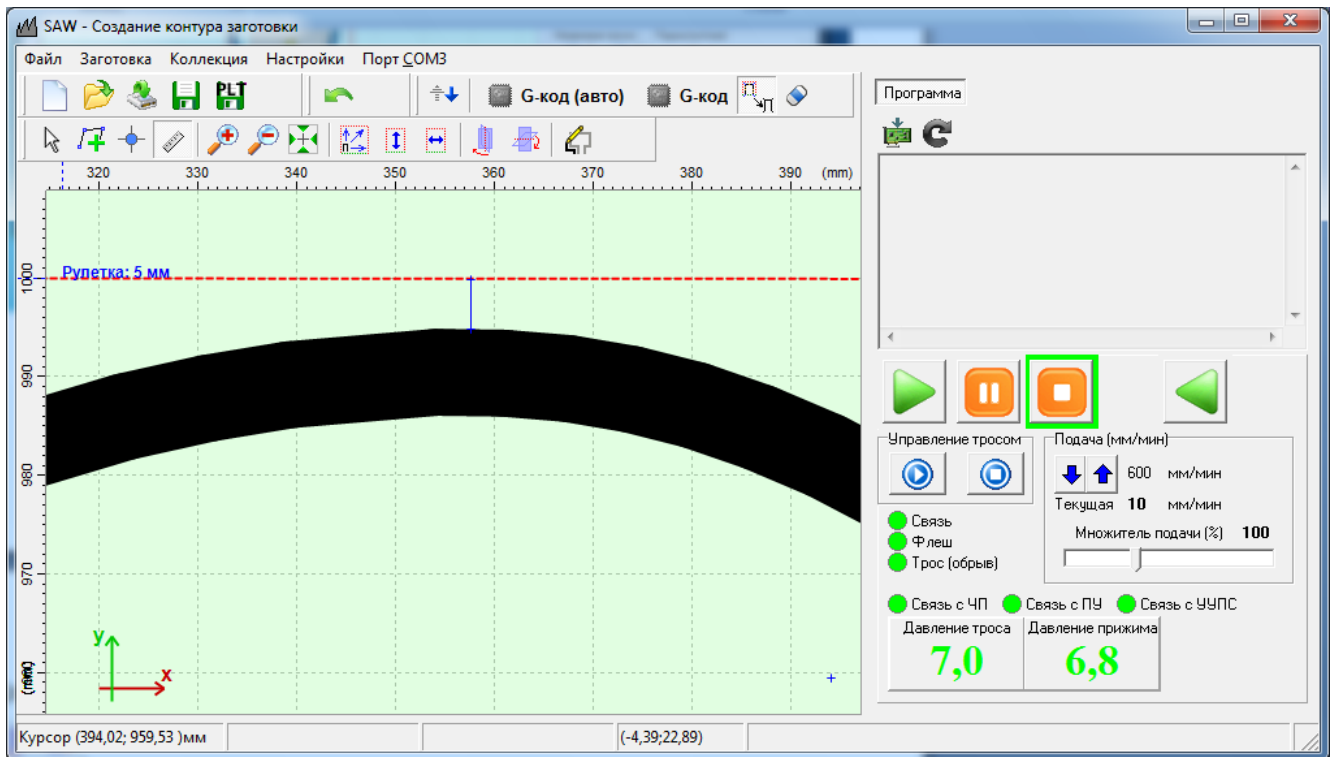 SAW - Создание контура заготовки
Файл Заготовка Коллекция Настройки Порт COM3
PLT G-код (авто) G-код
Программа
320 330 340 350 360 370 380 390 (mm)
1000
Рулетка: 5 мм
990
980
970
y
x
Управление тросом
Подача (мм/мин)
600 мм/мин
Текущая 10 мм/мин
Множитель подачи (%) 100
Связь
Флеш
Трос (обрыв)
Связь с ЧП Связь с ПУ Связь с УУПС
Давление троса Давление прижима
7,0 6,8
Курсор (394,02; 959,53 )мм (-4,39;22,89)